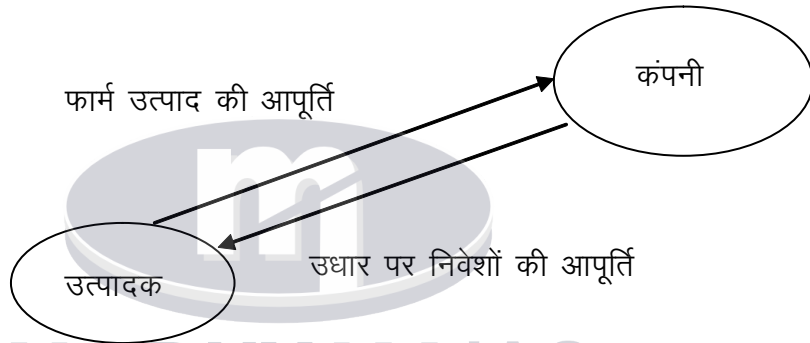 कंपनी
फार्म उत्पाद की आपूर्ति
उधार पर निवेशों की आपूर्ति
उत्पादक